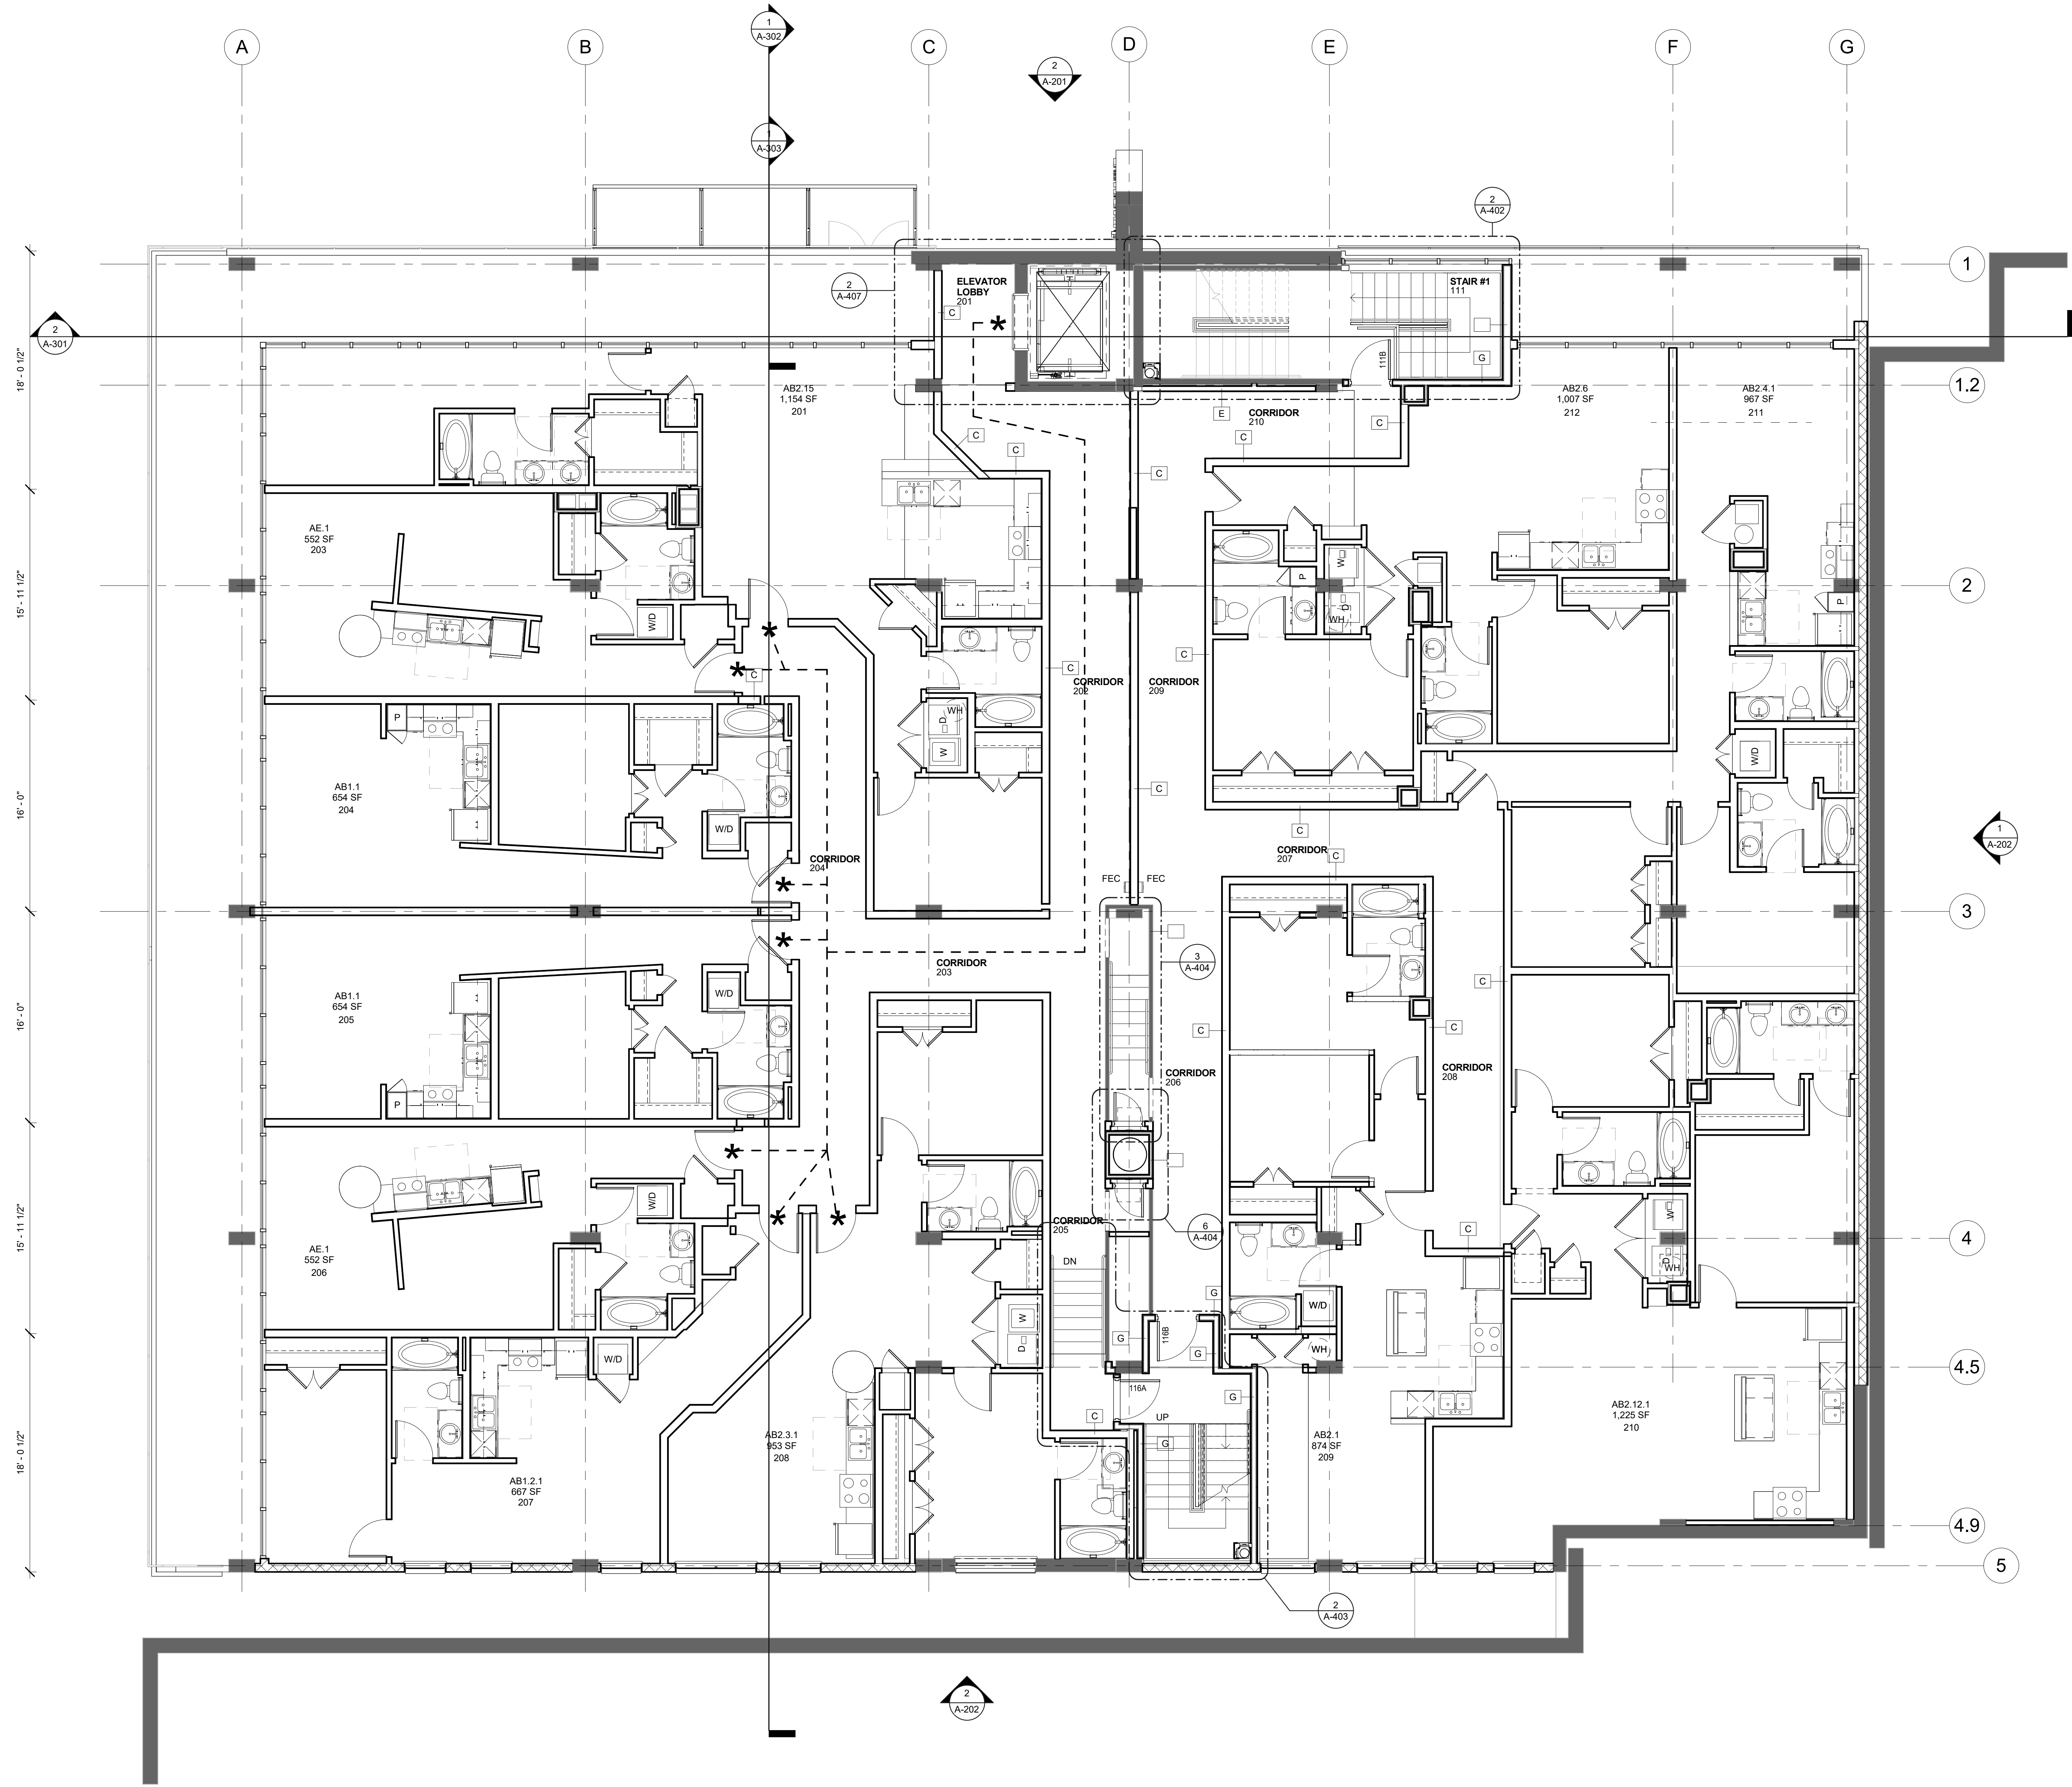 1
A-302
A
B
C
D
E
F
G
2
A-201
1
A-303
2
A-402
1
ELEVATOR
LOBBY
201
STAIR #1
111
2
A-407
C
2
A-301
G
111B
18' - 0 1/2"
AB2.15
1,154 SF
201
AB2.6
1,007 SF
212
AB2.4.1
967 SF
211
1.2
E
CORRIDOR
210
C
C
C
C
C
AE.1
552 SF
203
15' - 11 1/2"
W
P
D
WH
2
P
W/D
C
C
C
CORRIDOR
202
CORRIDOR
209
P
WH
D
W
W/D
AB1.1
654 SF
204
16' - 0"
C
W/D
C
1
A-202
CORRIDOR
204
CORRIDOR
207
C
FEC
FEC
3
CORRIDOR
203
3
A-404
C
W/D
AB1.1
654 SF
205
16' - 0"
C
C
CORRIDOR
206
CORRIDOR
208
P
15' - 11 1/2"
W/D
CORRIDOR
205
6
A-404
C
W
4
AE.1
552 SF
206
DN
D
WH
G
W/D
W
D
G
116B
G
WH
W/D
4.5
116A
G
18' - 0 1/2"
UP
C
G
AB2.12.1
1,225 SF
210
AB2.3.1
953 SF
208
AB2.1
874 SF
209
AB1.2.1
667 SF
207
4.9
5
2
A-403
2
A-202